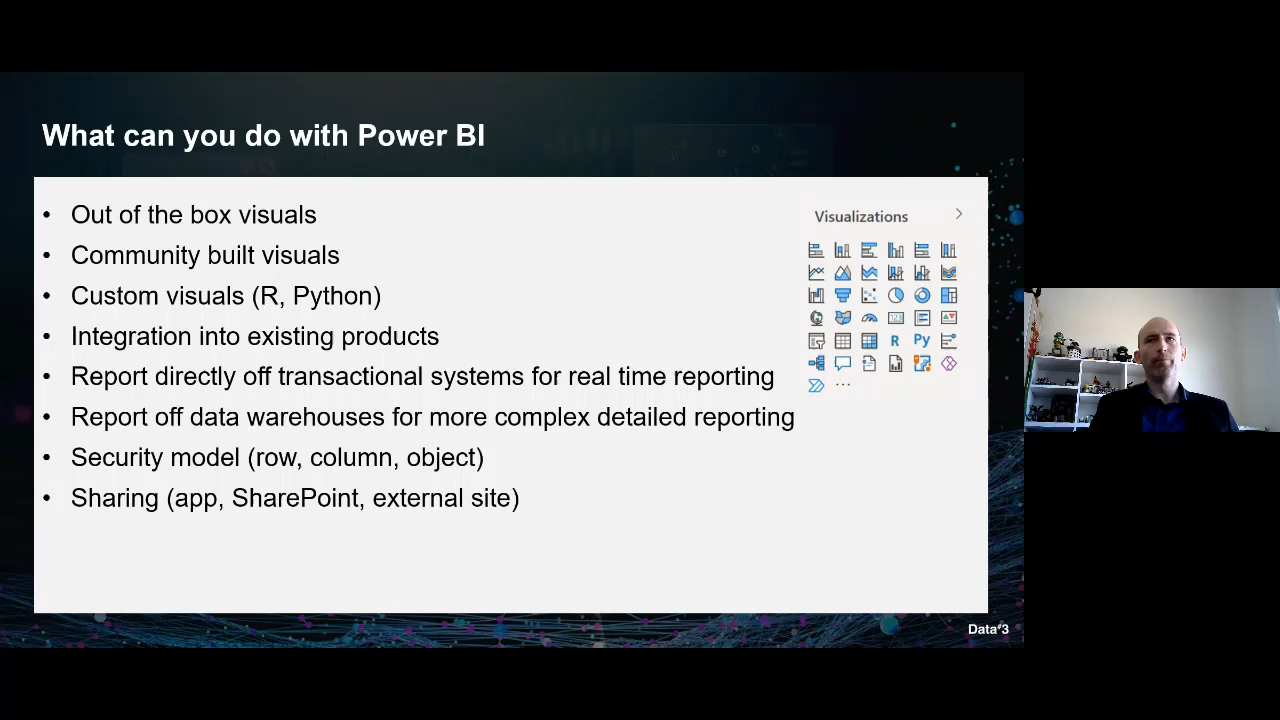 What can you do with Power BI
• Out of the box visuals
• Community built visuals
• Custom visuals (R, Python)
• Integration into existing products
• Report directly off transactional systems for real time reporting
• Report off data warehouses for more complex detailed reporting
• Security model (row, column, object)
• Sharing (app, SharePoint, external site)
Visualizations
123
R Py
...
Data#3